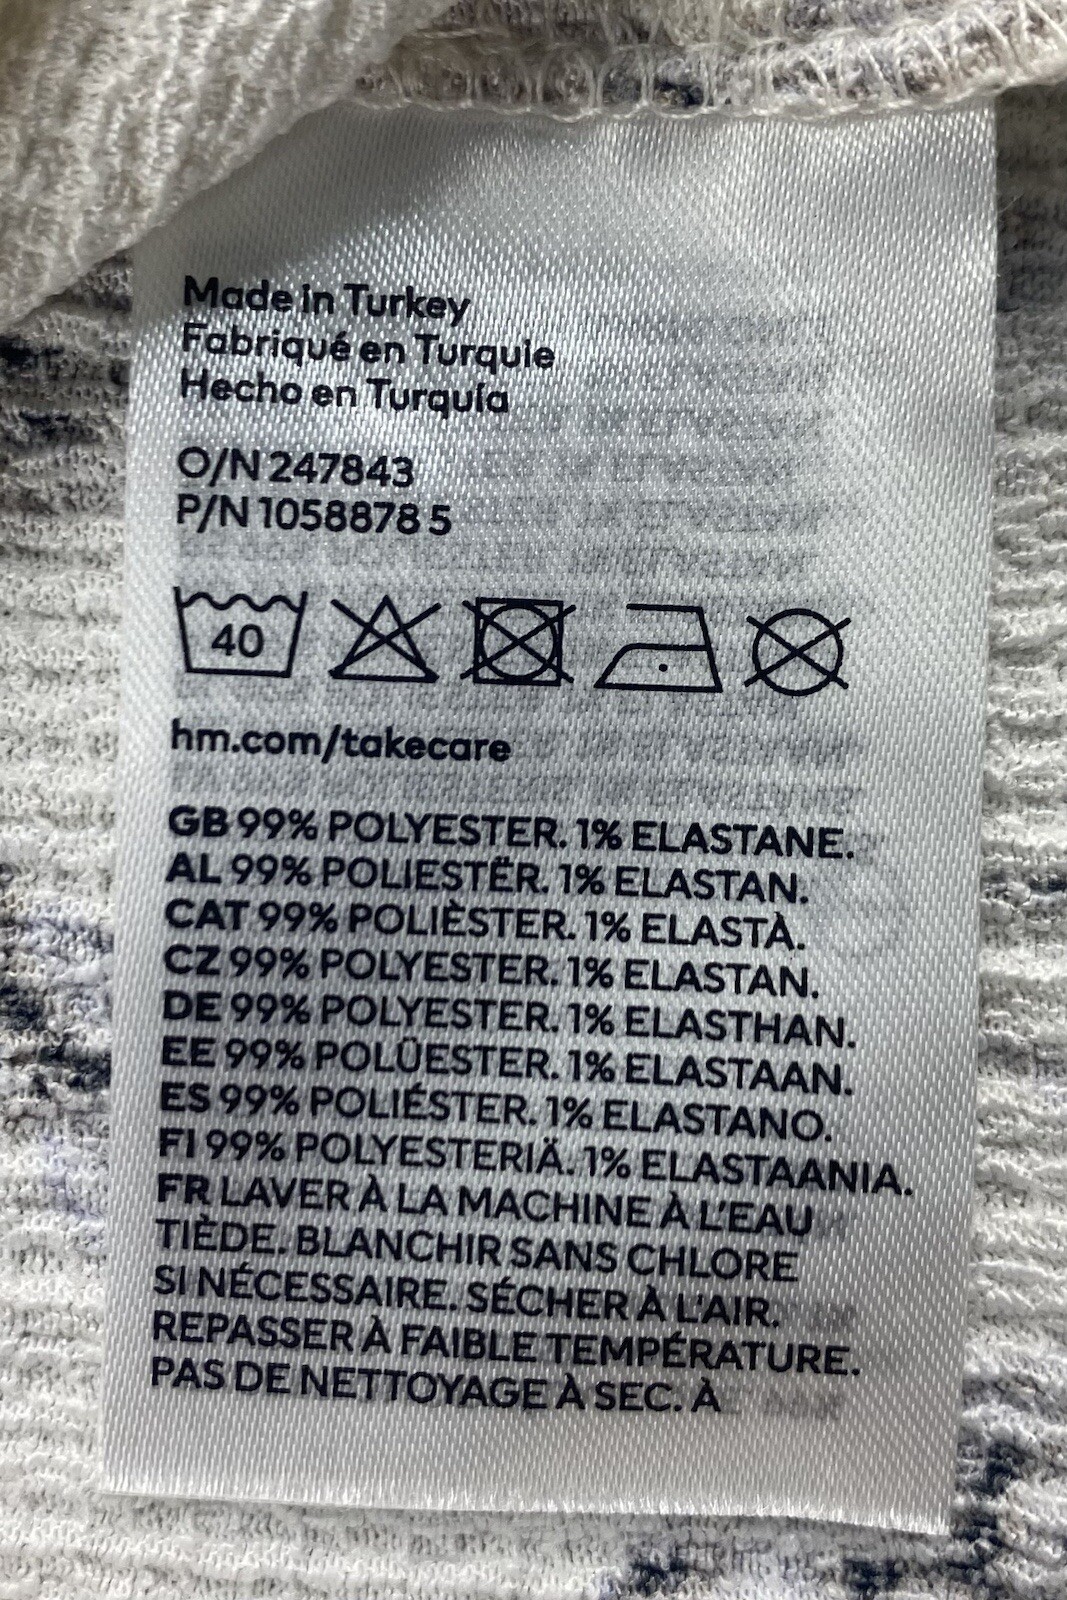 Made in Turkey
Fabriqué en Turquie
Hecho en Turquía
O/N 247843
P/N 1058878 5
40
hm.com/takecare
GB 99% POLYESTER. 1% ELASTANE.
AL 99% POLIESTËR. 1% ELASTAN.
CAT 99% POLIÈSTER. 1% ELASTÀ.
CZ 99% POLYESTER. 1% ELASTAN.
DE 99% POLYESTER. 1% ELASTHAN.
EE 99% POLÜESTER. 1% ELASTAAN.
ES 99% POLIÉSTER. 1% ELASTANO.
FI 99% POLYESTERIÄ. 1% ELASTAANIA.
FR LAVER À LA MACHINE À L'EAU
TIÈDE. BLANCHIR SANS CHLORE
SI NÉCESSAIRE. SÉCHER À L'AIR.
REPASSER À FAIBLE TEMPÉRATURE.
PAS DE NETTOYAGE À SEC. À